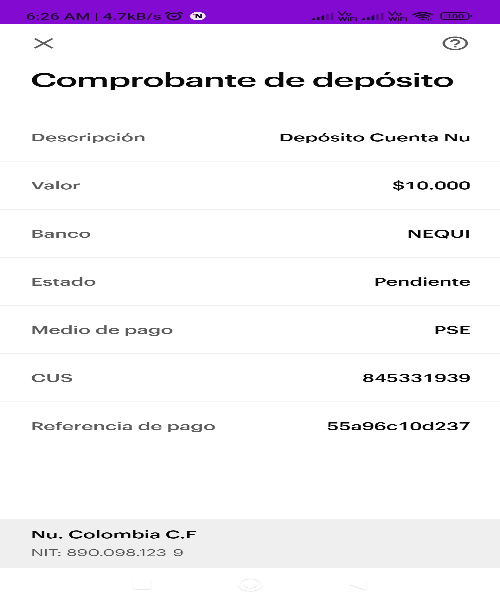 6:26 AM | 4.7kB/s
Vo WiFi Vo WiFi 100
Comprobante de depósito
Descripción Depósito Cuenta Nu
Valor $10.000
Banco NEQUI
Estado Pendiente
Medio de pago PSE
CUS 845331939
Referencia de pago 55a96c10d237
Nu. Colombia C.F
NIT: 890.098.123-9